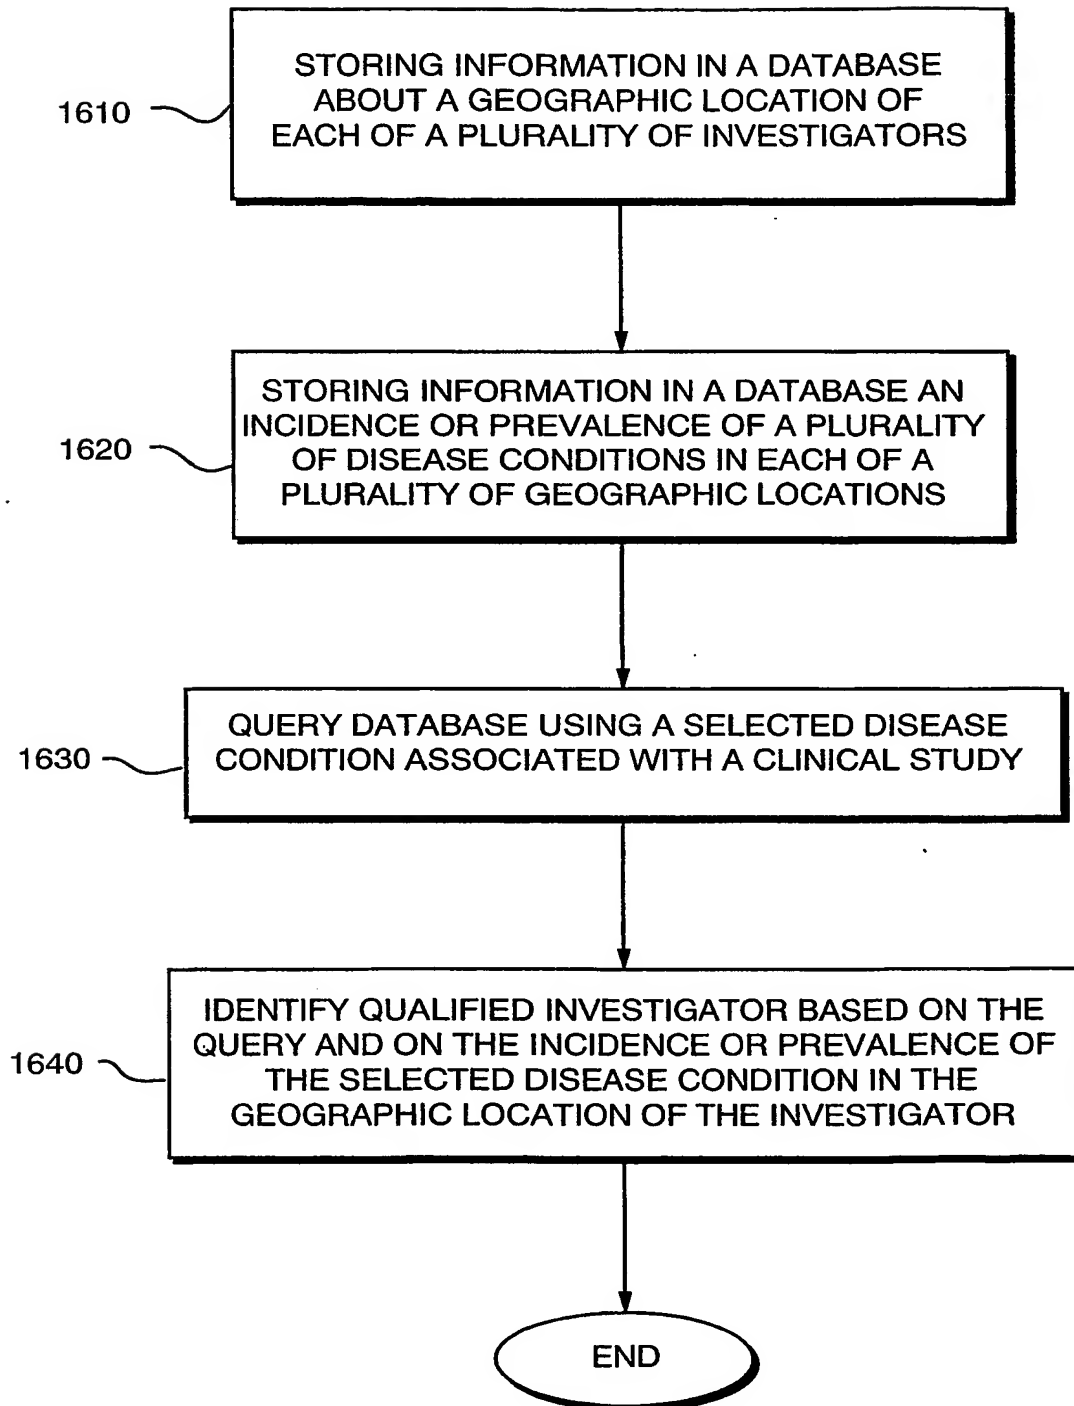 STORING INFORMATION IN A DATABASE
ABOUT A GEOGRAPHIC LOCATION OF
EACH OF A PLURALITY OF INVESTIGATORS
1610
STORING INFORMATION IN A DATABASE AN
INCIDENCE OR PREVALENCE OF A PLURALITY
OF DISEASE CONDITIONS IN EACH OF A
PLURALITY OF GEOGRAPHIC LOCATIONS
1620
QUERY DATABASE USING A SELECTED DISEASE
CONDITION ASSOCIATED WITH A CLINICAL STUDY
1630
IDENTIFY QUALIFIED INVESTIGATOR BASED ON THE
QUERY AND ON THE INCIDENCE OR PREVALENCE OF
THE SELECTED DISEASE CONDITION IN THE
GEOGRAPHIC LOCATION OF THE INVESTIGATOR
1640
END